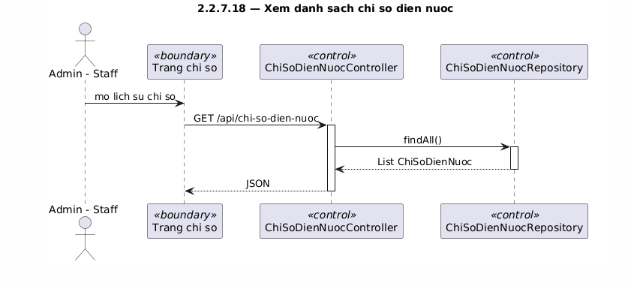 2.2.7.18 — Xem danh sach chi so dien nuoc
Admin - Staff
«boundary»
Trang chi so
«control»
ChiSoDienNuocController
«control»
ChiSoDienNuocRepository
mo lich su chi so
GET /api/chi-so-dien-nuoc
findAll()
List ChiSoDienNuoc
JSON
Admin - Staff
«boundary»
Trang chi so
«control»
ChiSoDienNuocController
«control»
ChiSoDienNuocRepository